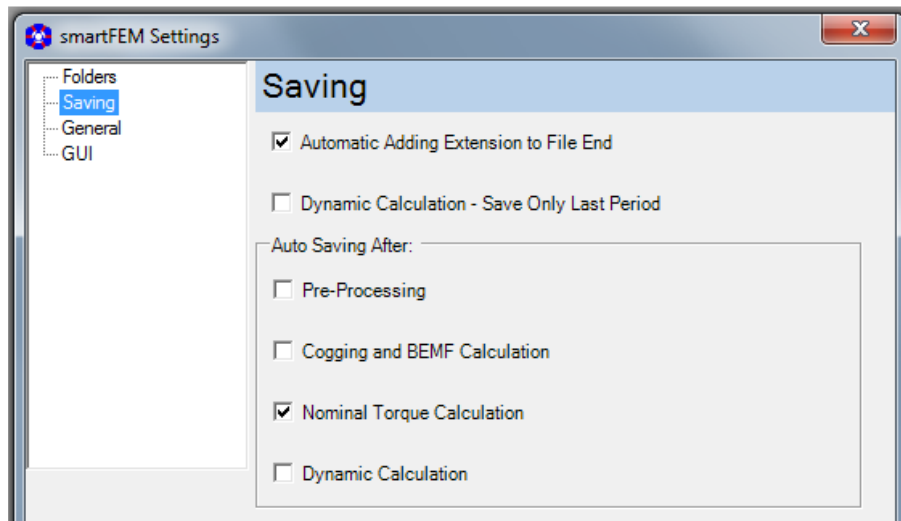 smartFEM Settings
Folders
Saving
General
GUI
Saving
Automatic Adding Extension to File End
Dynamic Calculation - Save Only Last Period
Auto Saving After:
Pre-Processing
Cogging and BEMF Calculation
Nominal Torque Calculation
Dynamic Calculation